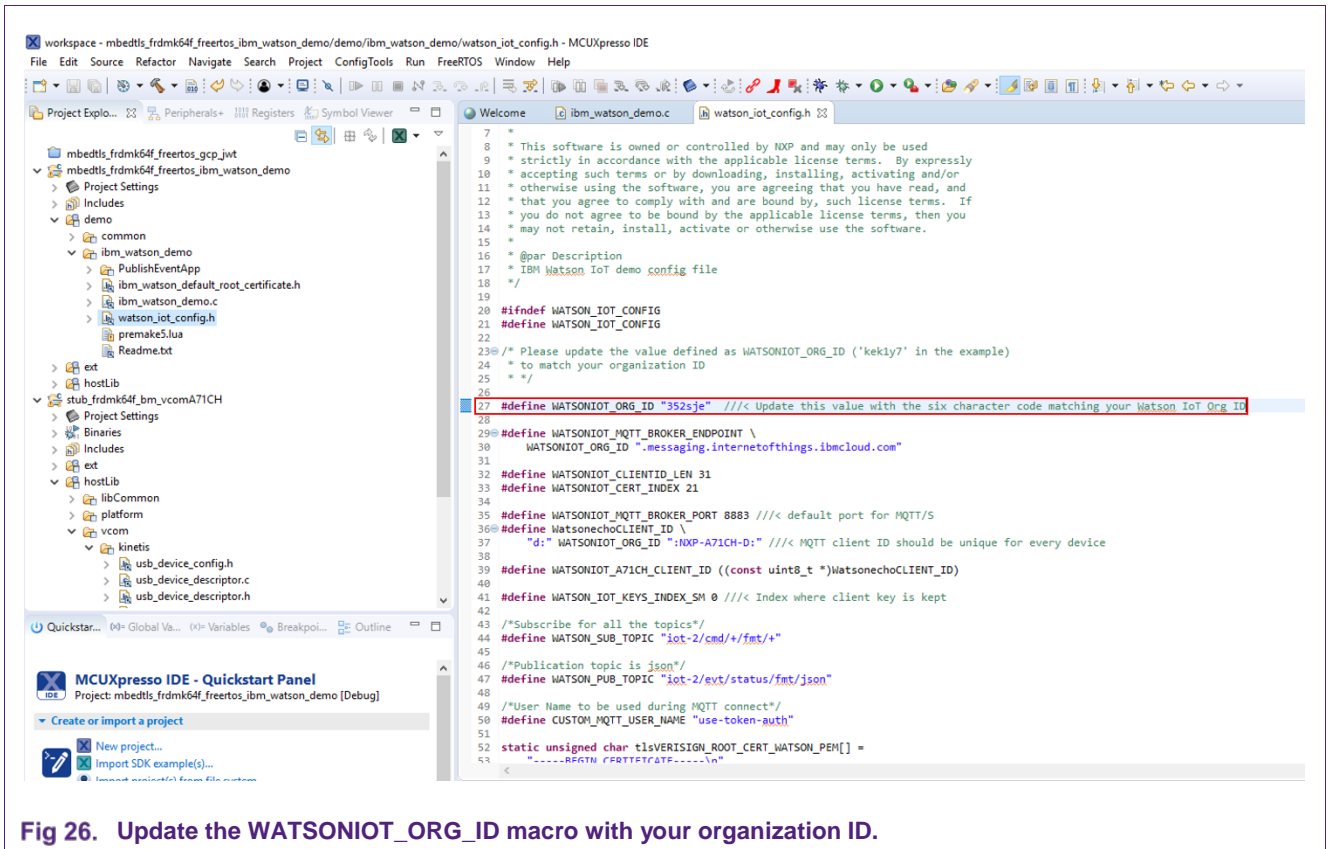 workspace - mbedtls_frdmk64f_freertos_ibm_watson_demo/demo/ibm_watson_demo/watson_iot_config.h - MCUXpresso IDE
File Edit Source Refactor Navigate Search Project ConfigTools Run FreeRTOS Window Help
Project Explo... Peripherals+ Registers Symbol Viewer
mbedtls_frdmk64f_freertos_gcp_jwt
mbedtls_frdmk64f_freertos_ibm_watson_demo
Project Settings
Includes
demo
common
ibm_watson_demo
PublishEventApp
ibm_watson_default_root_certificate.h
ibm_watson_demo.c
watson_iot_config.h
premake5.lua
Readme.txt
ext
hostLib
stub_frdmk64f_bm_vcomA71CH
Project Settings
Binaries
Includes
ext
hostLib
libCommon
platform
vcom
kinetis
usb_device_config.h
usb_device_descriptor.c
usb_device_descriptor.h
Quickstar... (x)= Global Va... (x)= Variables Breakpoi... Outline
MCUXpresso IDE - Quickstart Panel
IDE
Project: mbedtls_frdmk64f_freertos_ibm_watson_demo [Debug]
Create or import a project
New project...
Import SDK example(s)...
Import project(s) from file system...
Welcome ibm_watson_demo.c watson_iot_config.h
7 *
8 * This software is owned or controlled by NXP and may only be used
9 * strictly in accordance with the applicable license terms. By expressly
10 * accepting such terms or by downloading, installing, activating and/or
11 * otherwise using the software, you are agreeing that you have read, and
12 * that you agree to comply with and are bound by, such license terms. If
13 * you do not agree to be bound by the applicable license terms, then you
14 * may not retain, install, activate or otherwise use the software.
15 *
16 * @par Description
17 * IBM Watson IoT demo config file
18 */
19
20 #ifndef WATSON_IOT_CONFIG
21 #define WATSON_IOT_CONFIG
22
23 /* Please update the value defined as WATSONIOT_ORG_ID ('kek1y7' in the example)
24 * to match your organization ID
25 * */
26
27 #define WATSONIOT_ORG_ID "352sje" ///< Update this value with the six character code matching your Watson IoT Org ID
28
29 #define WATSONIOT_MQTT_BROKER_ENDPOINT \
30 WATSONIOT_ORG_ID ".messaging.internetofthings.ibmcloud.com"
31
32 #define WATSONIOT_CLIENTID_LEN 31
33 #define WATSONIOT_CERT_INDEX 21
34
35 #define WATSONIOT_MQTT_BROKER_PORT 8883 ///< default port for MQTT/S
36 #define WatsonechoCLIENT_ID \
37 "d:" WATSONIOT_ORG_ID ":NXP-A71CH-D:" ///< MQTT client ID should be unique for every device
38
39 #define WATSONIOT_A71CH_CLIENT_ID ((const uint8_t *)WatsonechoCLIENT_ID)
40
41 #define WATSON_IOT_KEYS_INDEX_SM 0 ///< Index where client key is kept
42
43 /*Subscribe for all the topics*/
44 #define WATSON_SUB_TOPIC "iot-2/cmd/+/fmt/+"
45
46 /*Publication topic is json*/
47 #define WATSON_PUB_TOPIC "iot-2/evt/status/fmt/json"
48
49 /*User Name to be used during MQTT connect*/
50 #define CUSTOM_MQTT_USER_NAME "use-token-auth"
51
52 static unsigned char tlsVERISIGN_ROOT_CERT_WATSON_PEM[] =
53 "-----BEGIN CERTIFICATE-----\n"
Fig 26. Update the WATSONIOT_ORG_ID macro with your organization ID.